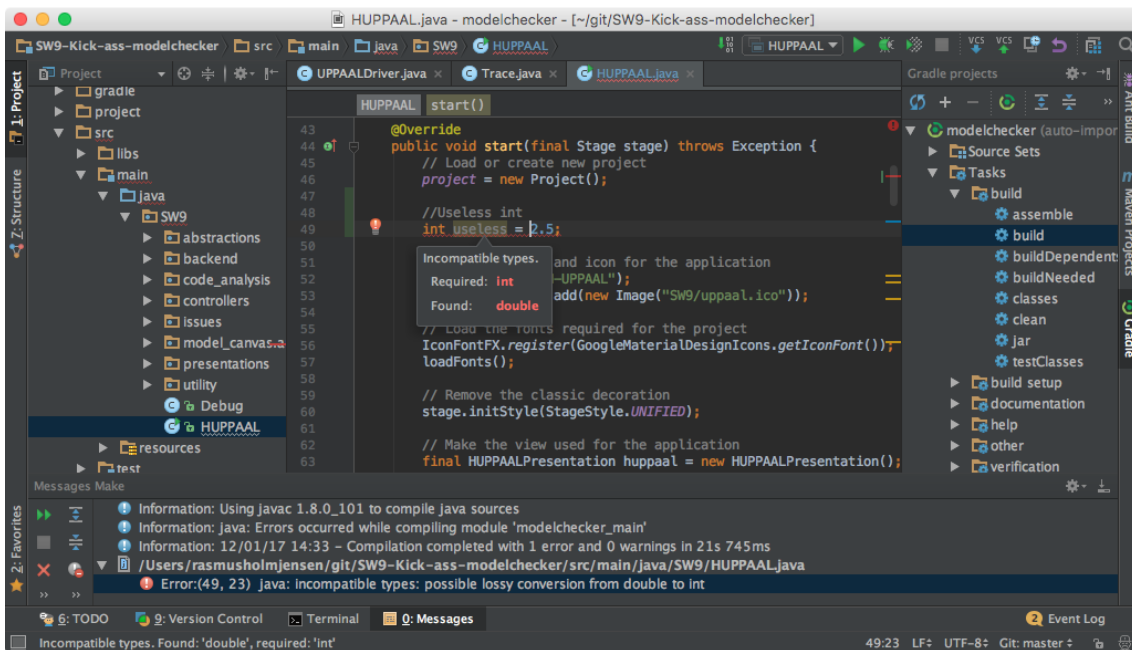 HUPPAAL.java - modelchecker - [~/git/SW9-Kick-ass-modelchecker]
SW9-Kick-ass-modelchecker src main java SW9 HUPPAAL
HUPPAAL
VCS VCS
Project
UPPAALDriver.java × Trace.java × HUPPAAL.java ×
Gradle projects
1: Project
Z: Structure
2: Favorites
gradle
project
src
libs
main
java
SW9
abstractions
backend
code_analysis
controllers
issues
model_canvas.a
presentations
utility
Debug
HUPPAAL
resources
test
HUPPAAL start()
43 @Override
44 public void start(final Stage stage) throws Exception {
45 // Load or create new project
46 project = new Project();
47
48 //Useless int
49 int useless = 2.5;
50
51 and icon for the application
52 -UPPAAL");
53 add(new Image("SW9/uppaal.ico"));
54
55 // Load the fonts required for the project
56 IconFontFX.register(GoogleMaterialDesignIcons.getIconFont());
57 loadFonts();
58
59 // Remove the classic decoration
60 stage.initStyle(StageStyle.UNIFIED);
61
62 // Make the view used for the application
63 final HUPPAALPresentation huppaal = new HUPPAALPresentation();
Incompatible types.
Required: int
Found: double
modelchecker (auto-impor
Source Sets
Tasks
build
assemble
build
buildDependents
buildNeeded
classes
clean
jar
testClasses
build setup
documentation
help
other
verification
Ant Build
Maven Projects
Gradle
Messages Make
Information: Using javac 1.8.0_101 to compile java sources
Information: java: Errors occurred while compiling module 'modelchecker_main'
Information: 12/01/17 14:33 – Compilation completed with 1 error and 0 warnings in 21s 745ms
/Users/rasmusholmjensen/git/SW9-Kick-ass-modelchecker/src/main/java/SW9/HUPPAAL.java
Error:(49, 23) java: incompatible types: possible lossy conversion from double to int
6: TODO 9: Version Control Terminal 0: Messages 2 Event Log
Incompatible types. Found: 'double', required: 'int' 49:23 LF÷ UTF-8÷ Git: master ÷